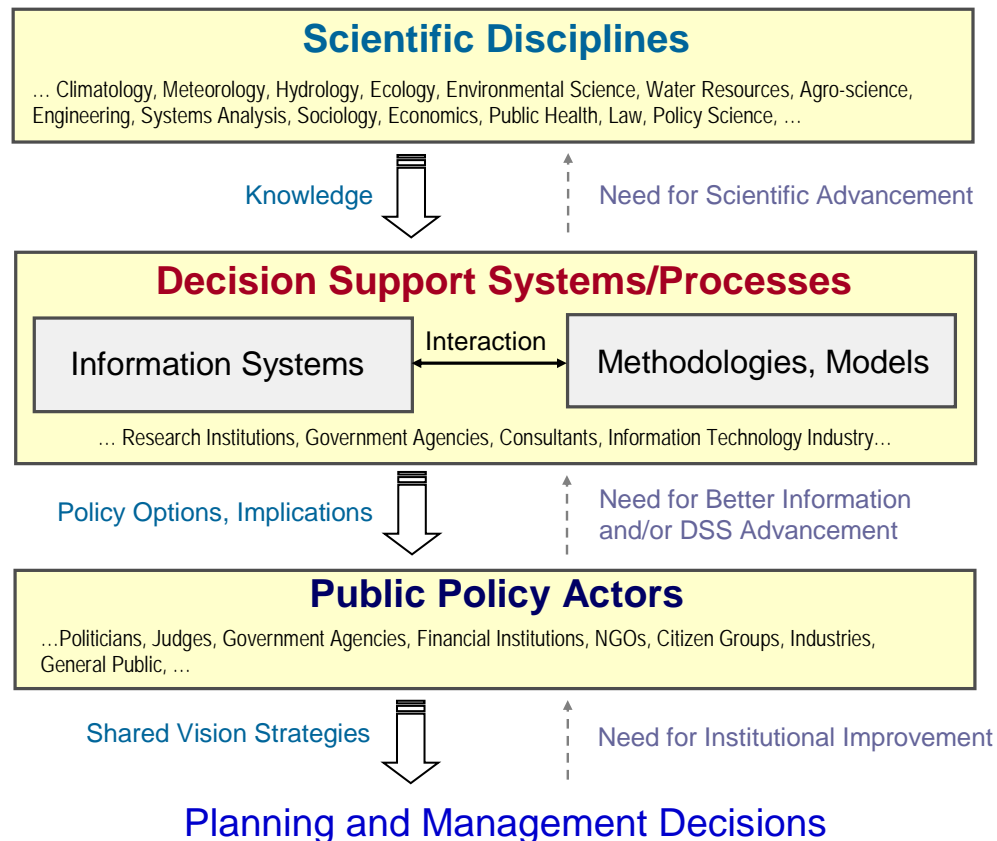 Scientific Disciplines
… Climatology, Meteorology, Hydrology, Ecology, Environmental Science, Water Resources, Agro-science,
Engineering, Systems Analysis, Sociology, Economics, Public Health, Law, Policy Science, …
Knowledge
Need for Scientific Advancement
Decision Support Systems/Processes
Information Systems
Interaction
Methodologies, Models
… Research Institutions, Government Agencies, Consultants, Information Technology Industry…
Policy Options, Implications
Need for Better Information
and/or DSS Advancement
Public Policy Actors
…Politicians, Judges, Government Agencies, Financial Institutions, NGOs, Citizen Groups, Industries,
General Public, …
Shared Vision Strategies
Need for Institutional Improvement
Planning and Management Decisions